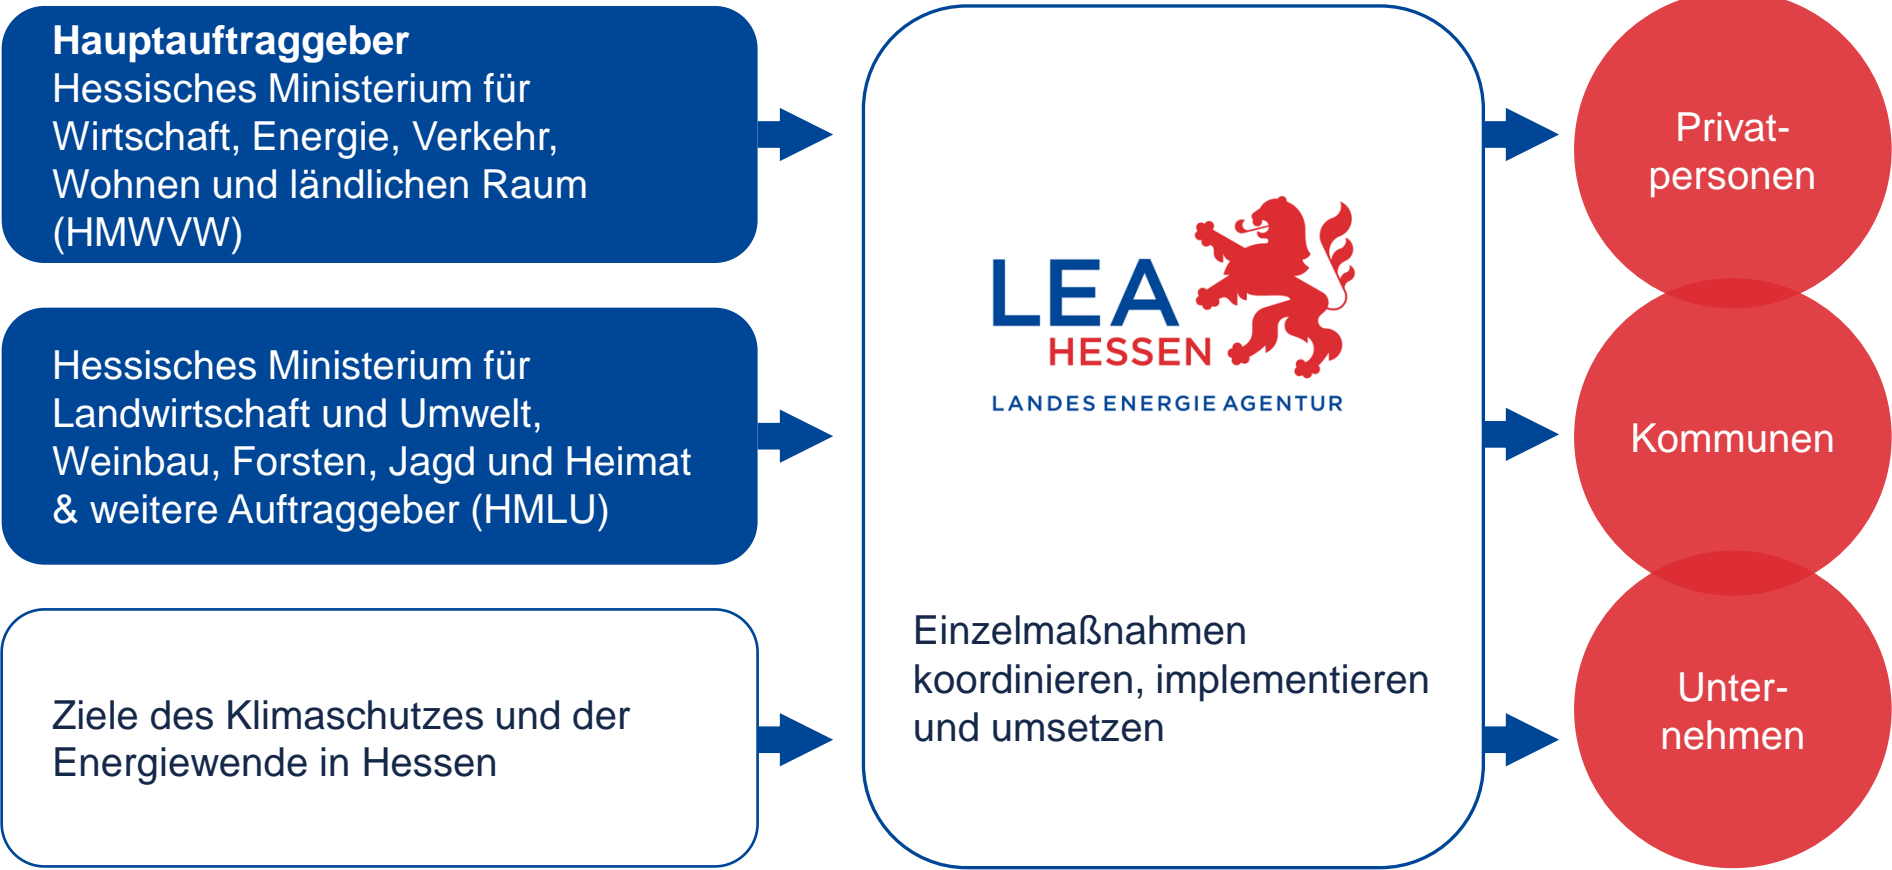 Hauptauftraggeber
Hessisches Ministerium für
Wirtschaft, Energie, Verkehr,
Wohnen und ländlichen Raum
(HMWVW)
Hessisches Ministerium für
Landwirtschaft und Umwelt,
Weinbau, Forsten, Jagd und Heimat
& weitere Auftraggeber (HMLU)
Ziele des Klimaschutzes und der
Energiewende in Hessen
LEA
HESSEN
LANDES ENERGIE AGENTUR
Einzelmaßnahmen
koordinieren, implementieren
und umsetzen
Privat-
personen
Kommunen
Unter-
nehmen